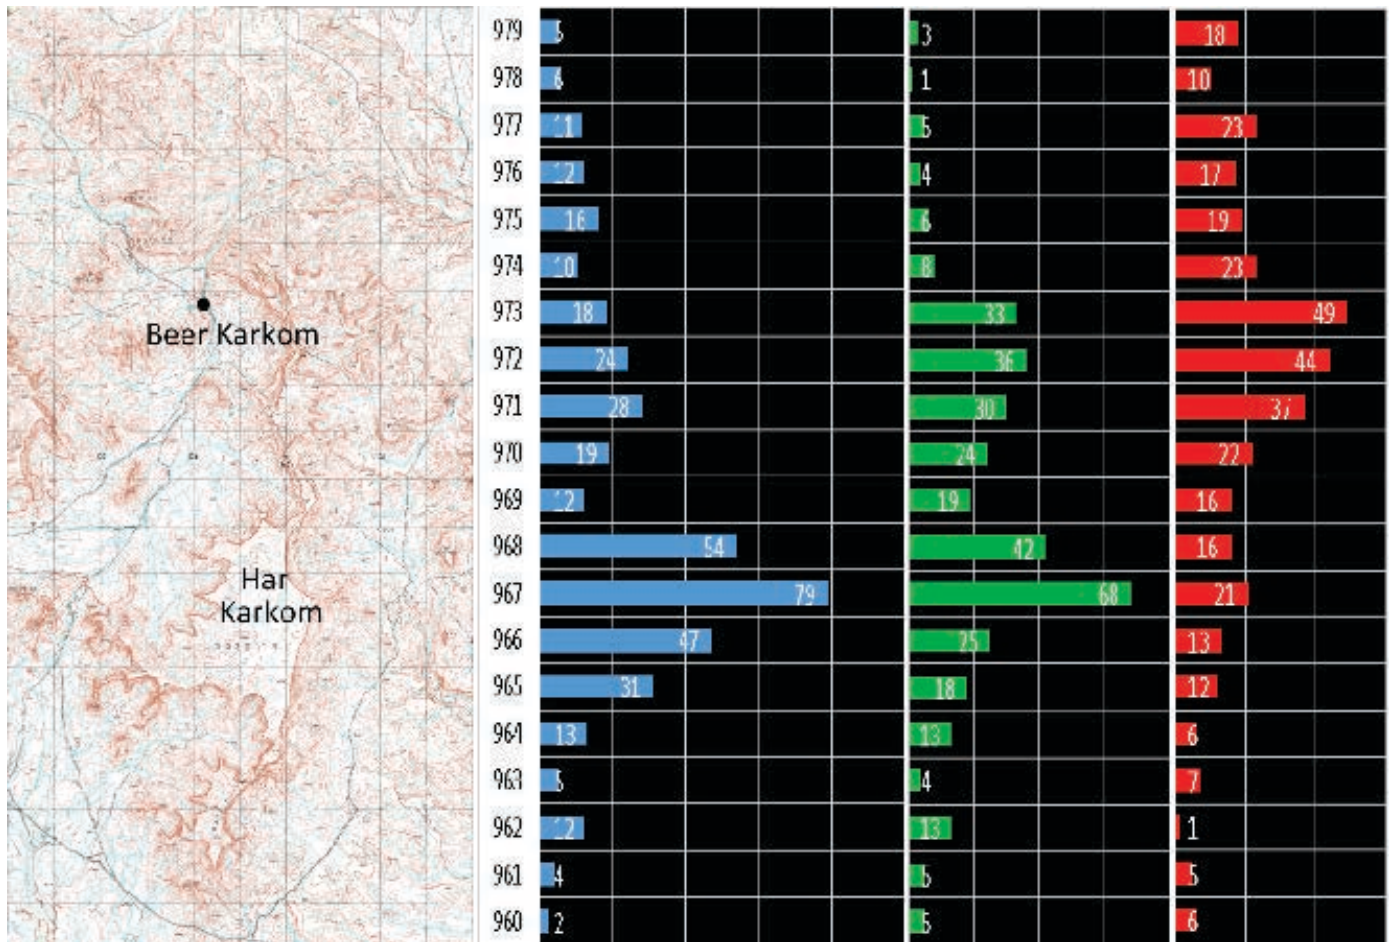 979 5 3 18
978 6 1 10
977 11 5 23
976 12 4 17
975 16 6 19
974 10 8 23
973 18 33 49
Beer Karkom
972 24 36 44
971 28 30 37
970 19 24 22
969 12 19 16
968 54 42 16
Har
967 79 68 21
Karkom
966 47 25 13
965 31 18 12
964 13 13 6
963 5 4 7
962 12 13 1
961 4 5 5
960 2 5 6